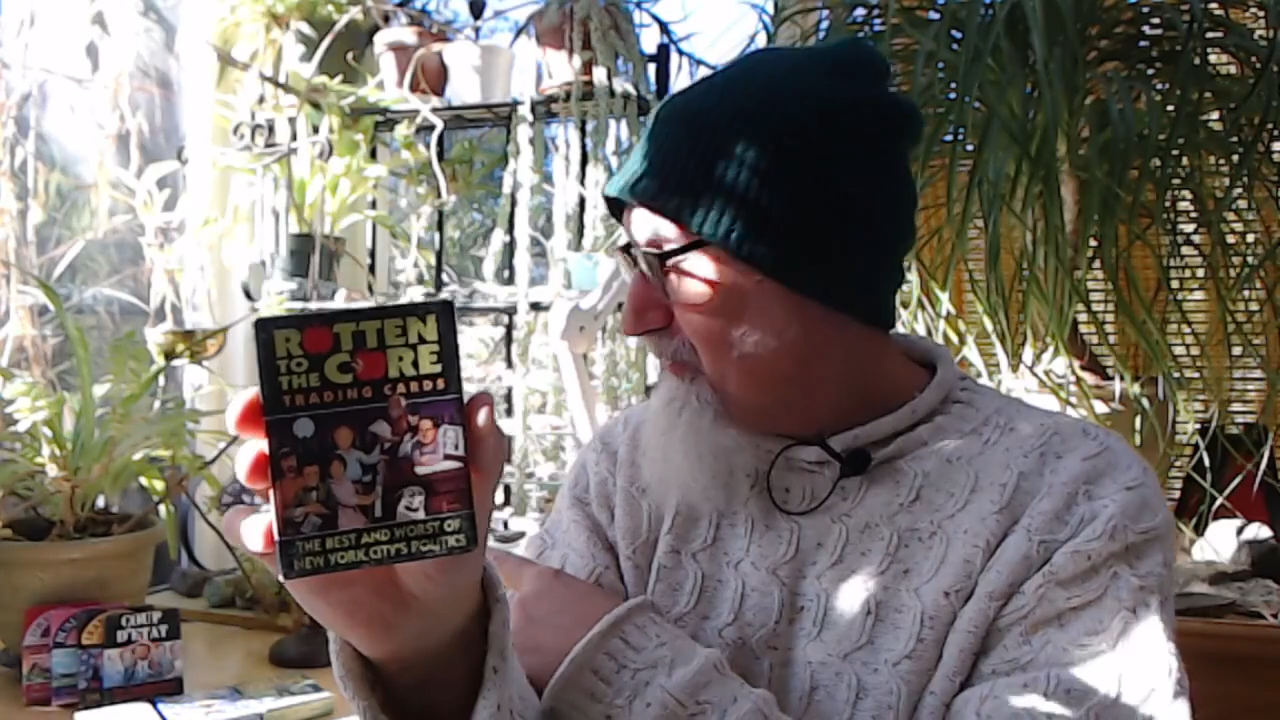 ROTTEN
TO
THE CORE
TRADING CARDS
THE BEST AND WORST OF
NEW YORK CITY'S POLITICS
COUP
D'ETAT